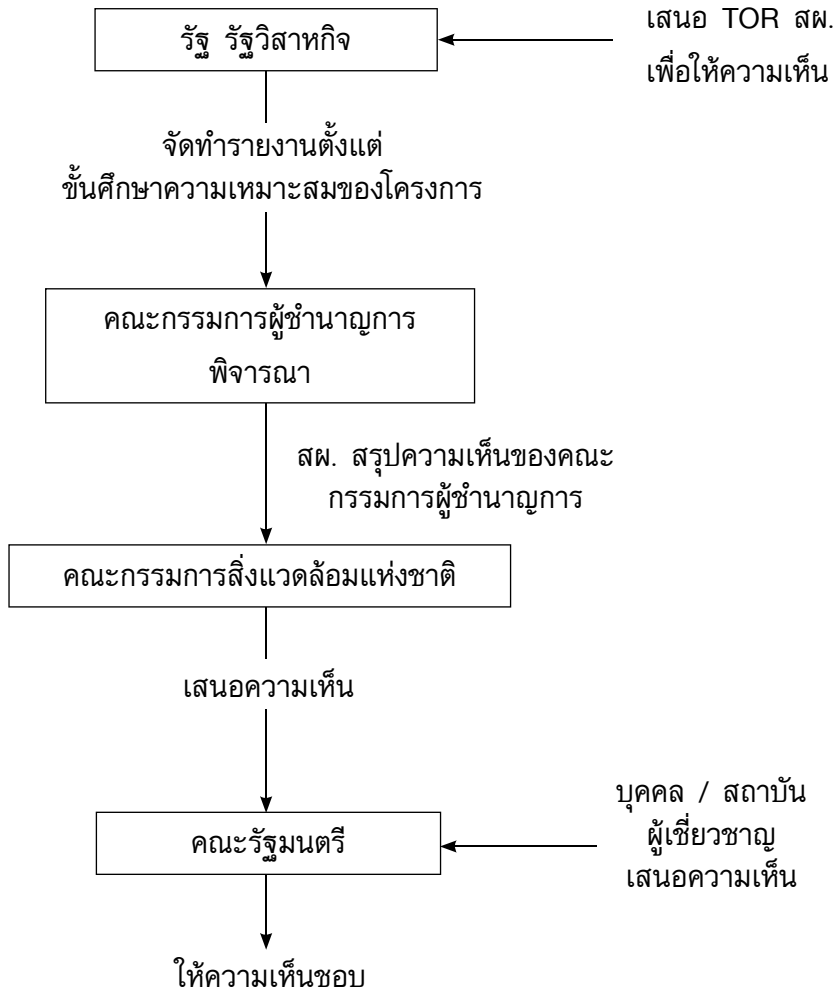 เสนอ TOR สผ.
รัฐ รัฐวิสาหกิจ
เพื่อให้ความเห็น
จัดทำรายงานตั้งแต่
ขั้นศึกษาความเหมาะสมของโครงการ
คณะกรรมการผู้ชำนาญการ
พิจารณา
สผ. สรุปความเห็นของคณะ
กรรมการผู้ชำนาญการ
คณะกรรมการสิ่งแวดล้อมแห่งชาติ
เสนอความเห็น
บุคคล / สถาบัน
ผู้เชี่ยวชาญ
เสนอความเห็น
คณะรัฐมนตรี
ให้ความเห็นชอบ